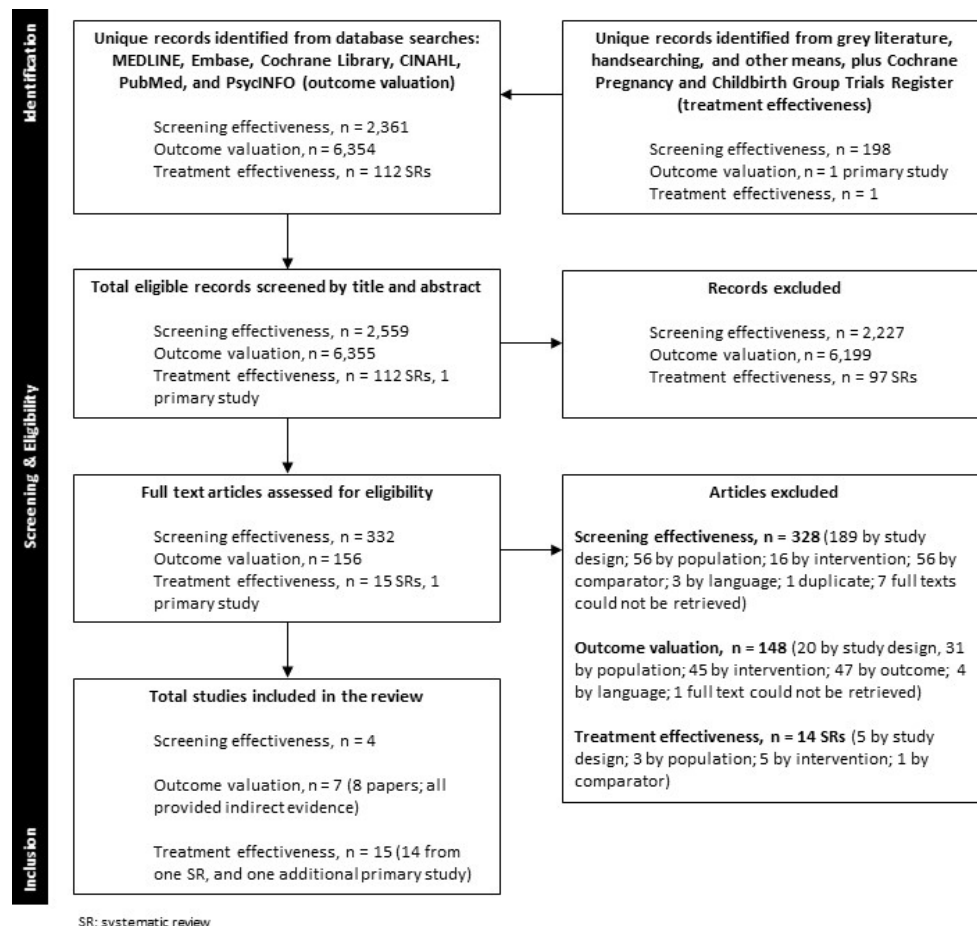 Identification
Unique records identified from database searches:
MEDLINE, Embase, Cochrane Library, CINAHL,
PubMed, and PsycINFO (outcome valuation)
Screening effectiveness, n = 2,361
Outcome valuation, n = 6,354
Treatment effectiveness, n = 112 SRs
Unique records identified from grey literature,
handsearching, and other means, plus Cochrane
Pregnancy and Childbirth Group Trials Register
(treatment effectiveness)
Screening effectiveness, n = 198
Outcome valuation, n = 1 primary study
Treatment effectiveness, n = 1
Screening & Eligibility
Total eligible records screened by title and abstract
Screening effectiveness, n = 2,559
Outcome valuation, n = 6,355
Treatment effectiveness, n = 112 SRs, 1
primary study
Records excluded
Screening effectiveness, n = 2,227
Outcome valuation, n = 6,199
Treatment effectiveness, n = 97 SRs
Full text articles assessed for eligibility
Screening effectiveness, n = 332
Outcome valuation, n = 156
Treatment effectiveness, n = 15 SRs, 1
primary study
Articles excluded
Screening effectiveness, n = 328 (189 by study
design; 56 by population; 16 by intervention; 56 by
comparator; 3 by language; 1 duplicate; 7 full texts
could not be retrieved)
Outcome valuation, n = 148 (20 by study design, 31
by population; 45 by intervention; 47 by outcome; 4
by language; 1 full text could not be retrieved)
Treatment effectiveness, n = 14 SRs (5 by study
design; 3 by population; 5 by intervention; 1 by
comparator)
Inclusion
Total studies included in the review
Screening effectiveness, n = 4
Outcome valuation, n = 7 (8 papers; all
provided indirect evidence)
Treatment effectiveness, n = 15 (14 from
one SR, and one additional primary study)
SR: systematic review